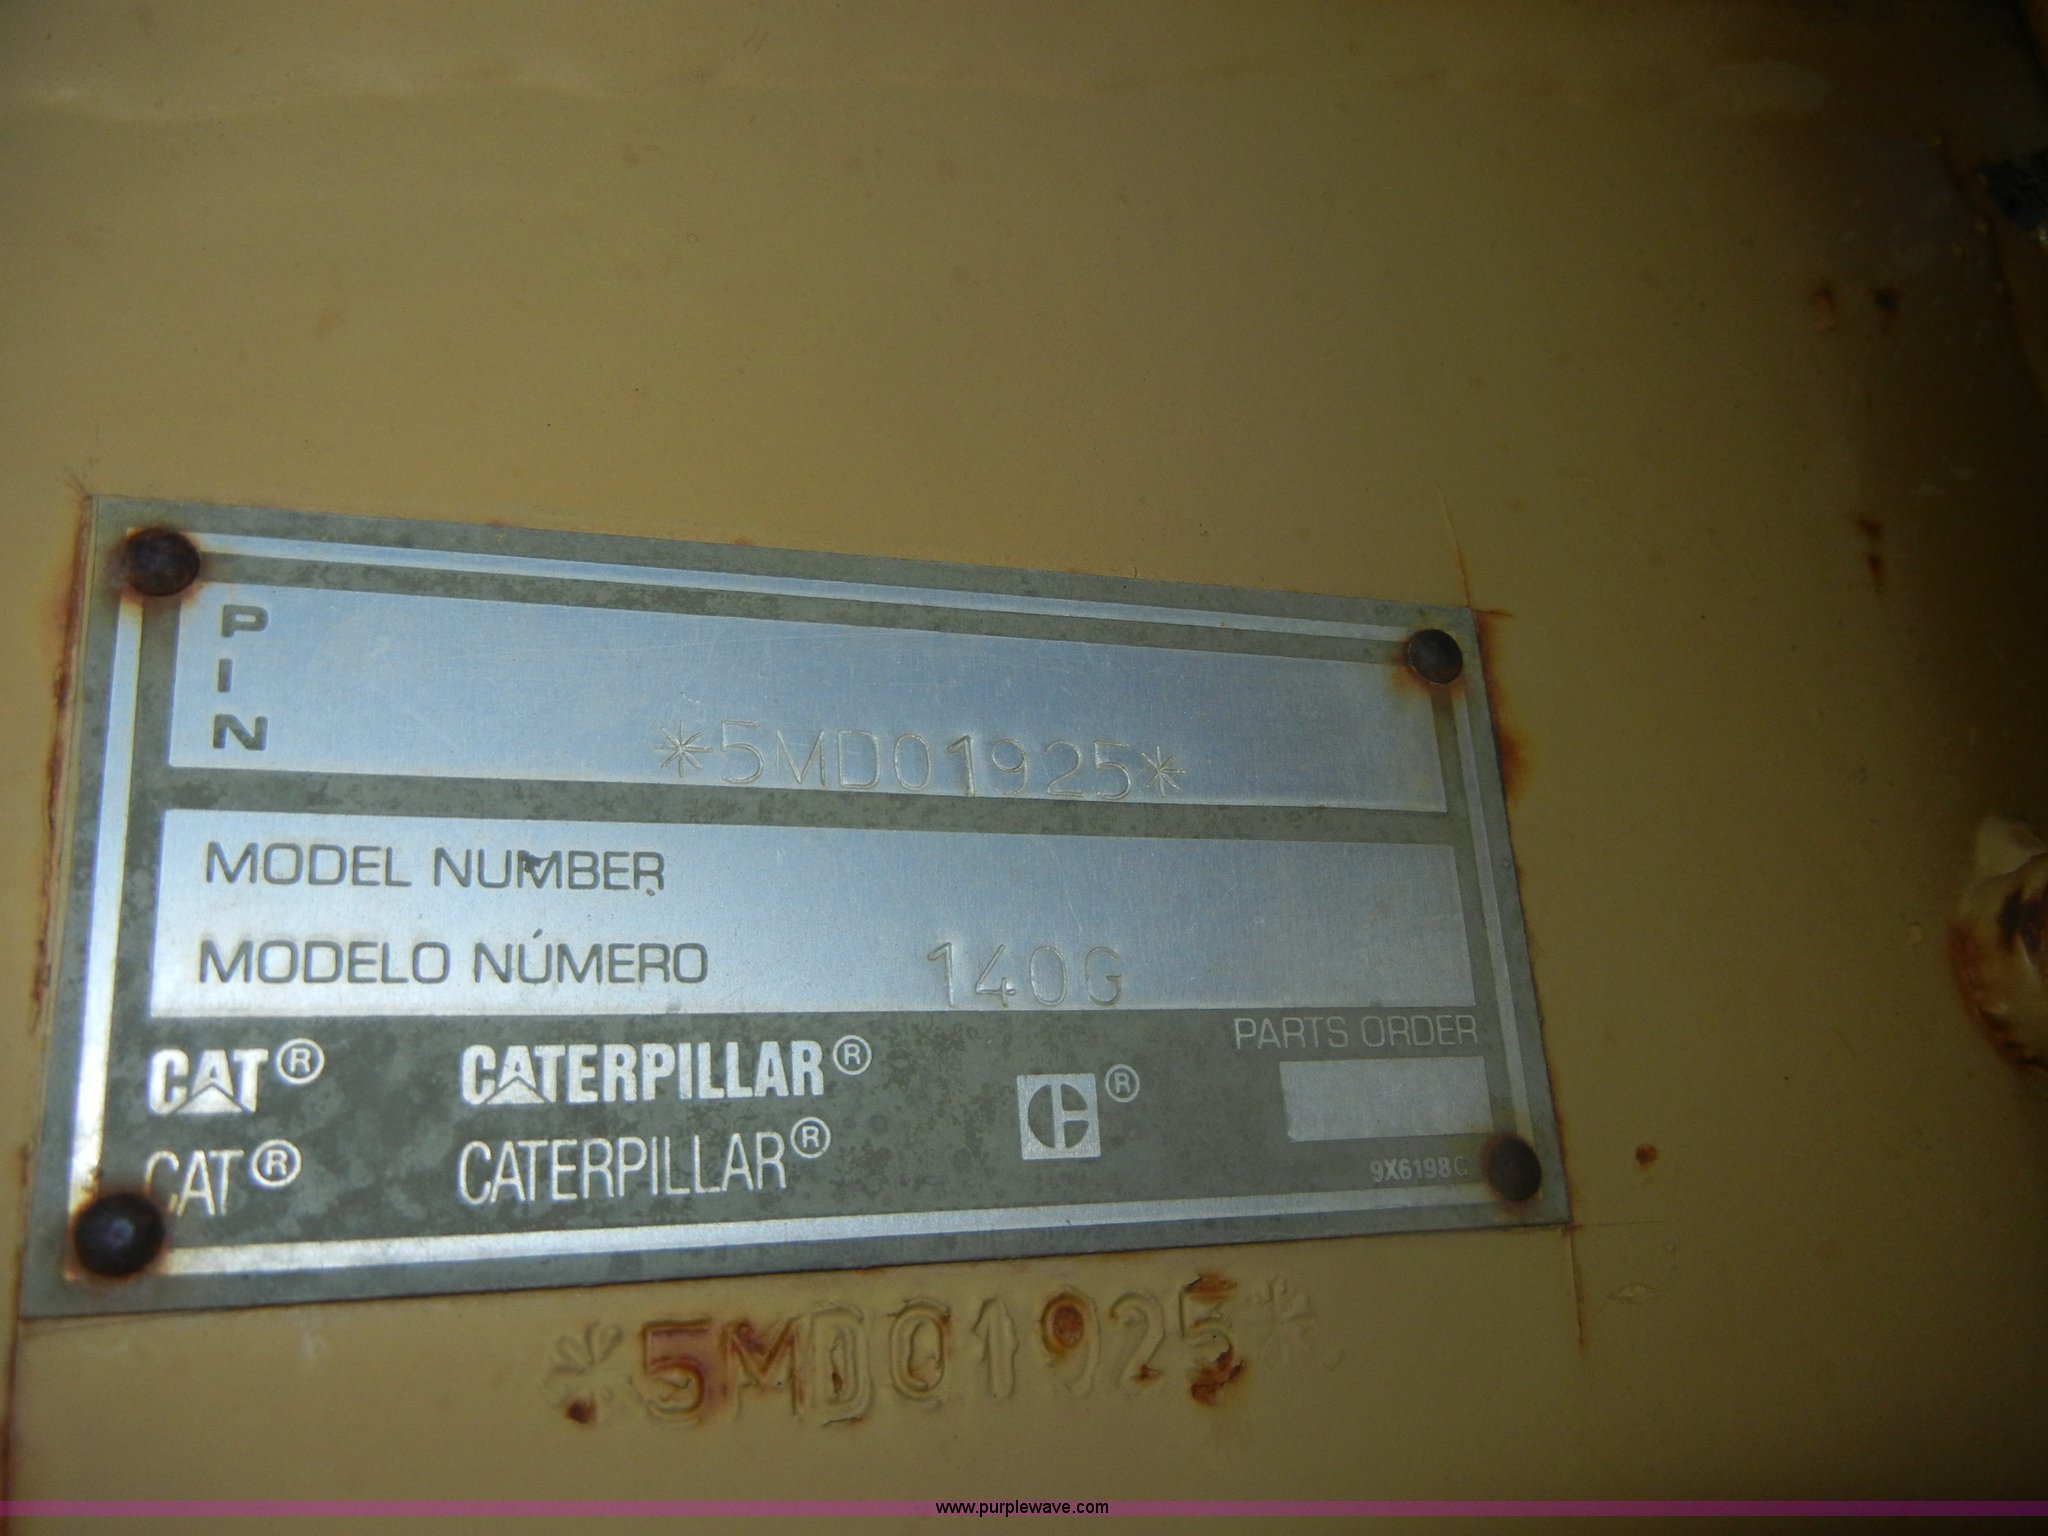 PIN
*5MD01925*
MODEL NUMBER
MODELO NÚMERO 140G
PARTS ORDER
CAT® CATERPILLAR® C®
CAT® CATERPILLAR®
9X6198C
*5MD01925*
www.purplewave.com